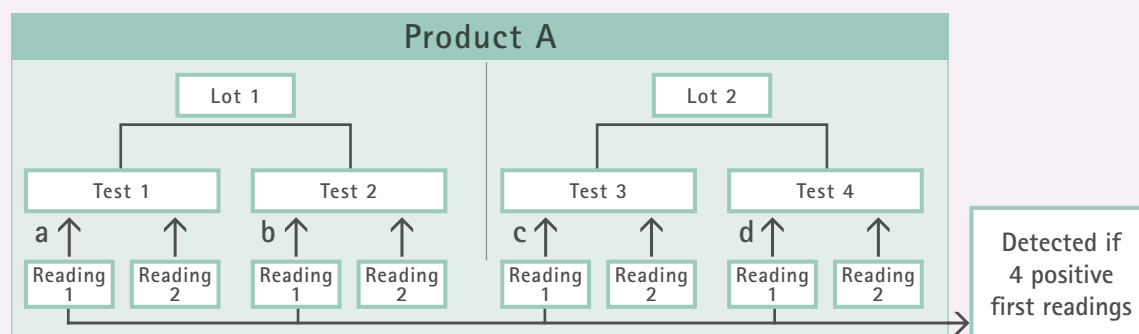 Product A
Lot 1
Lot 2
Test 1
Test 2
Test 3
Test 4
a
b
c
d
Reading
1
Reading
2
Reading
1
Reading
2
Reading
1
Reading
2
Reading
1
Reading
2
Detected if
4 positive
first readings